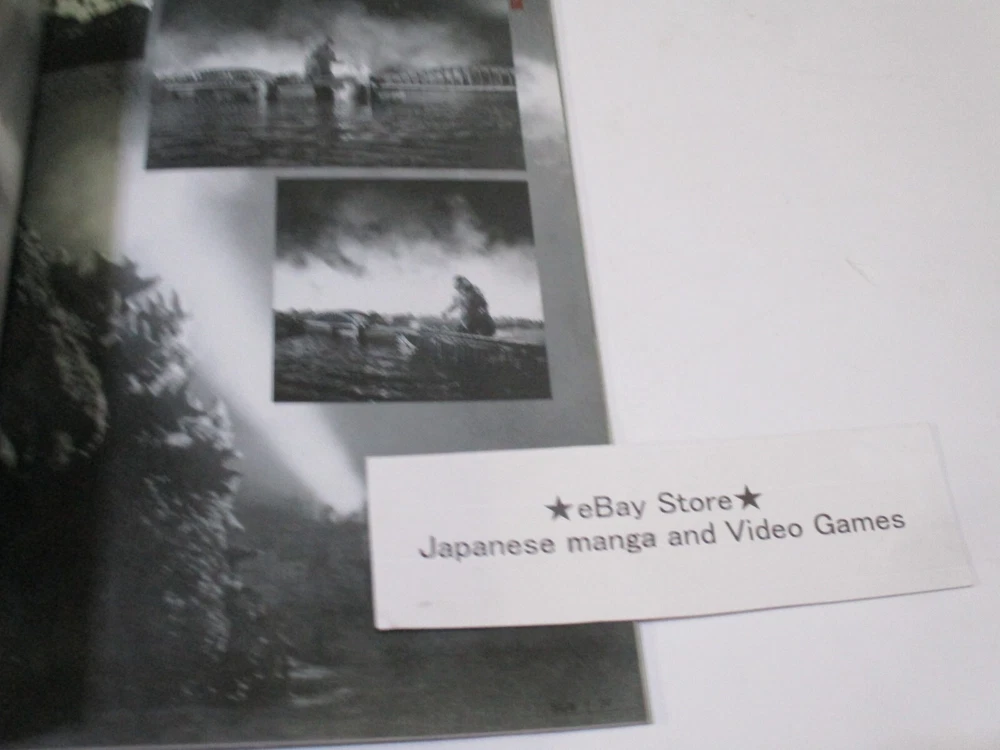 ★eBay Store★
Japanese manga and Video Games